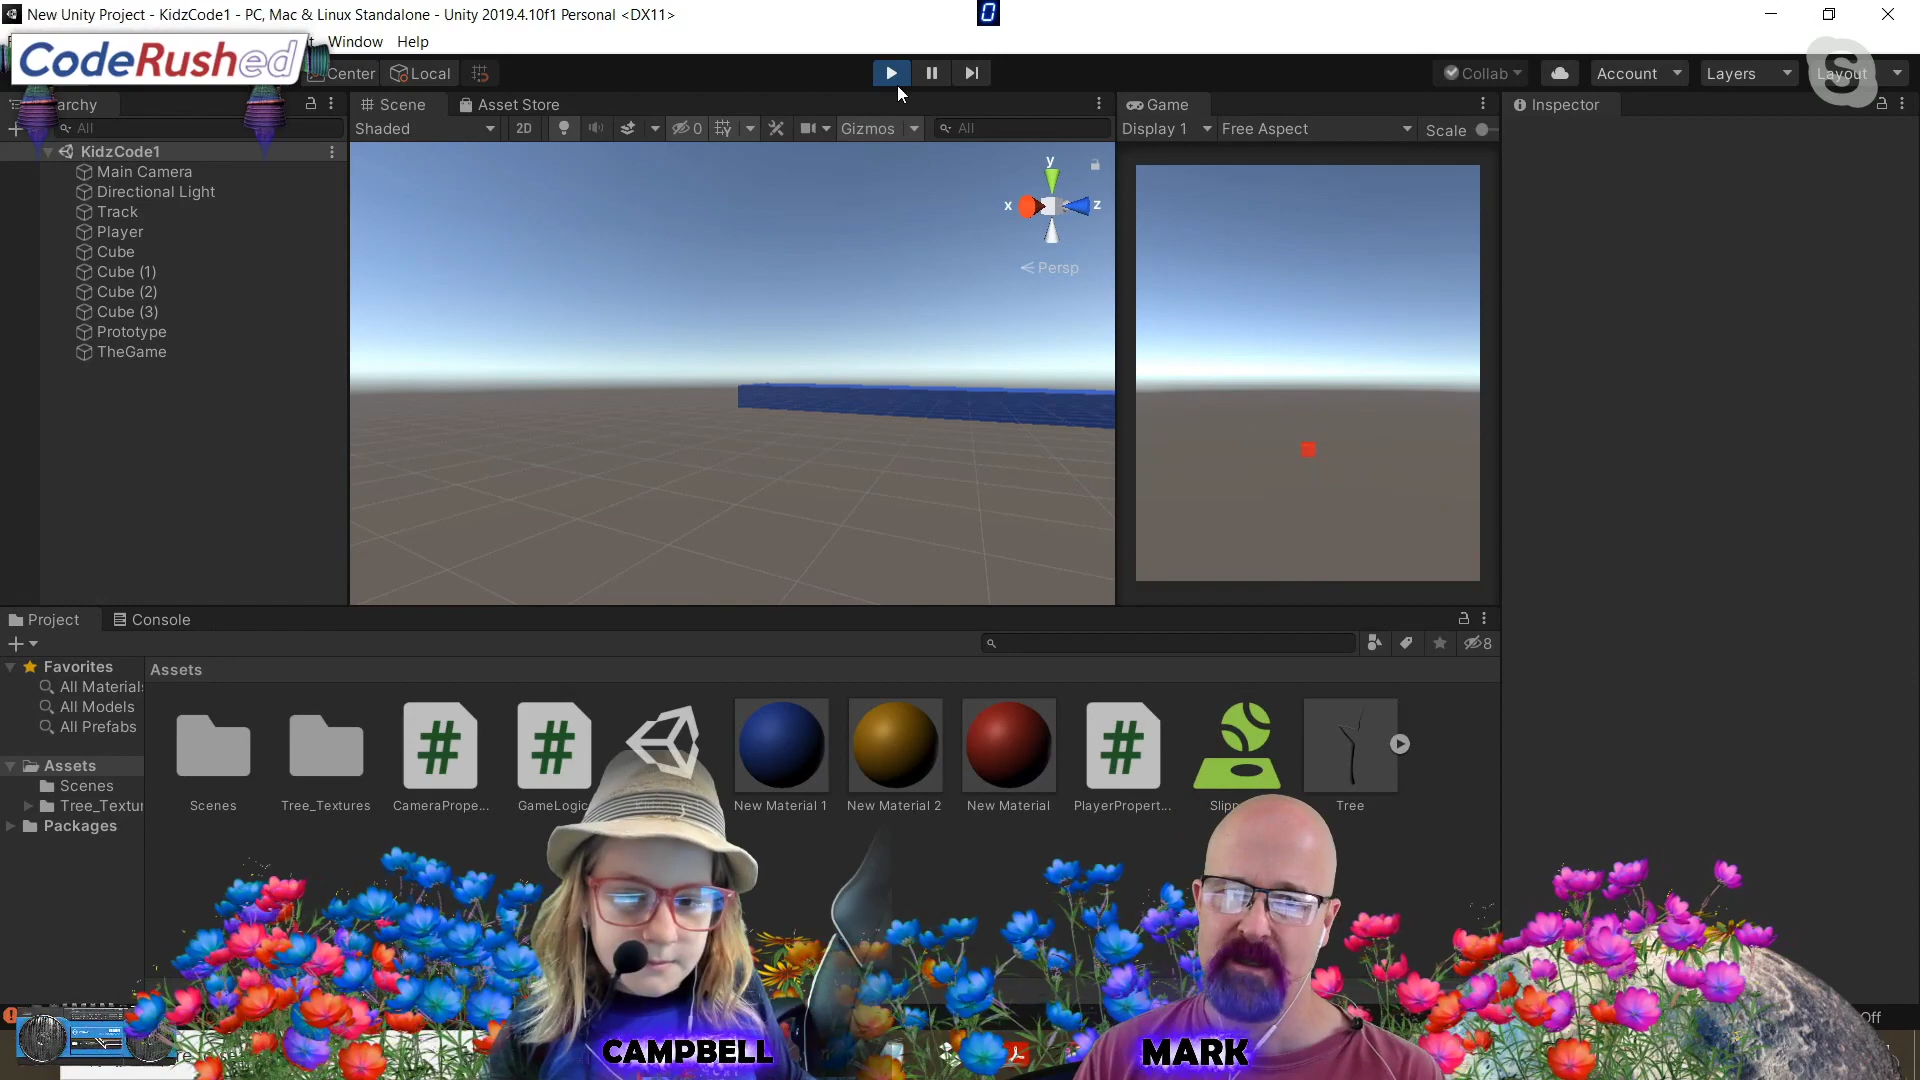 New Unity Project - KidzCode1 - PC, Mac & Linux Standalone - Unity 2019.4.10f1 Personal <DX11>
0
CodeRushed
Window Help
Center Local
Collab Account Layers Layout
Scene Asset Store
Game
Inspector
All
Shaded 2D 0 Gizmos All
Display 1 Free Aspect Scale
KidzCode1
Main Camera
Directional Light
Track
Player
Cube
Cube (1)
Cube (2)
Cube (3)
Prototype
TheGame
y
x z
Persp
Project Console
8
Favorites
All Materials
All Models
All Prefabs
Assets
Scenes
Packages
Assets
Scenes Tree_Textures CameraPrope... New Material 1 New Material 2 New Material PlayerPropert... Tree
CAMPBELL
MARK
Off